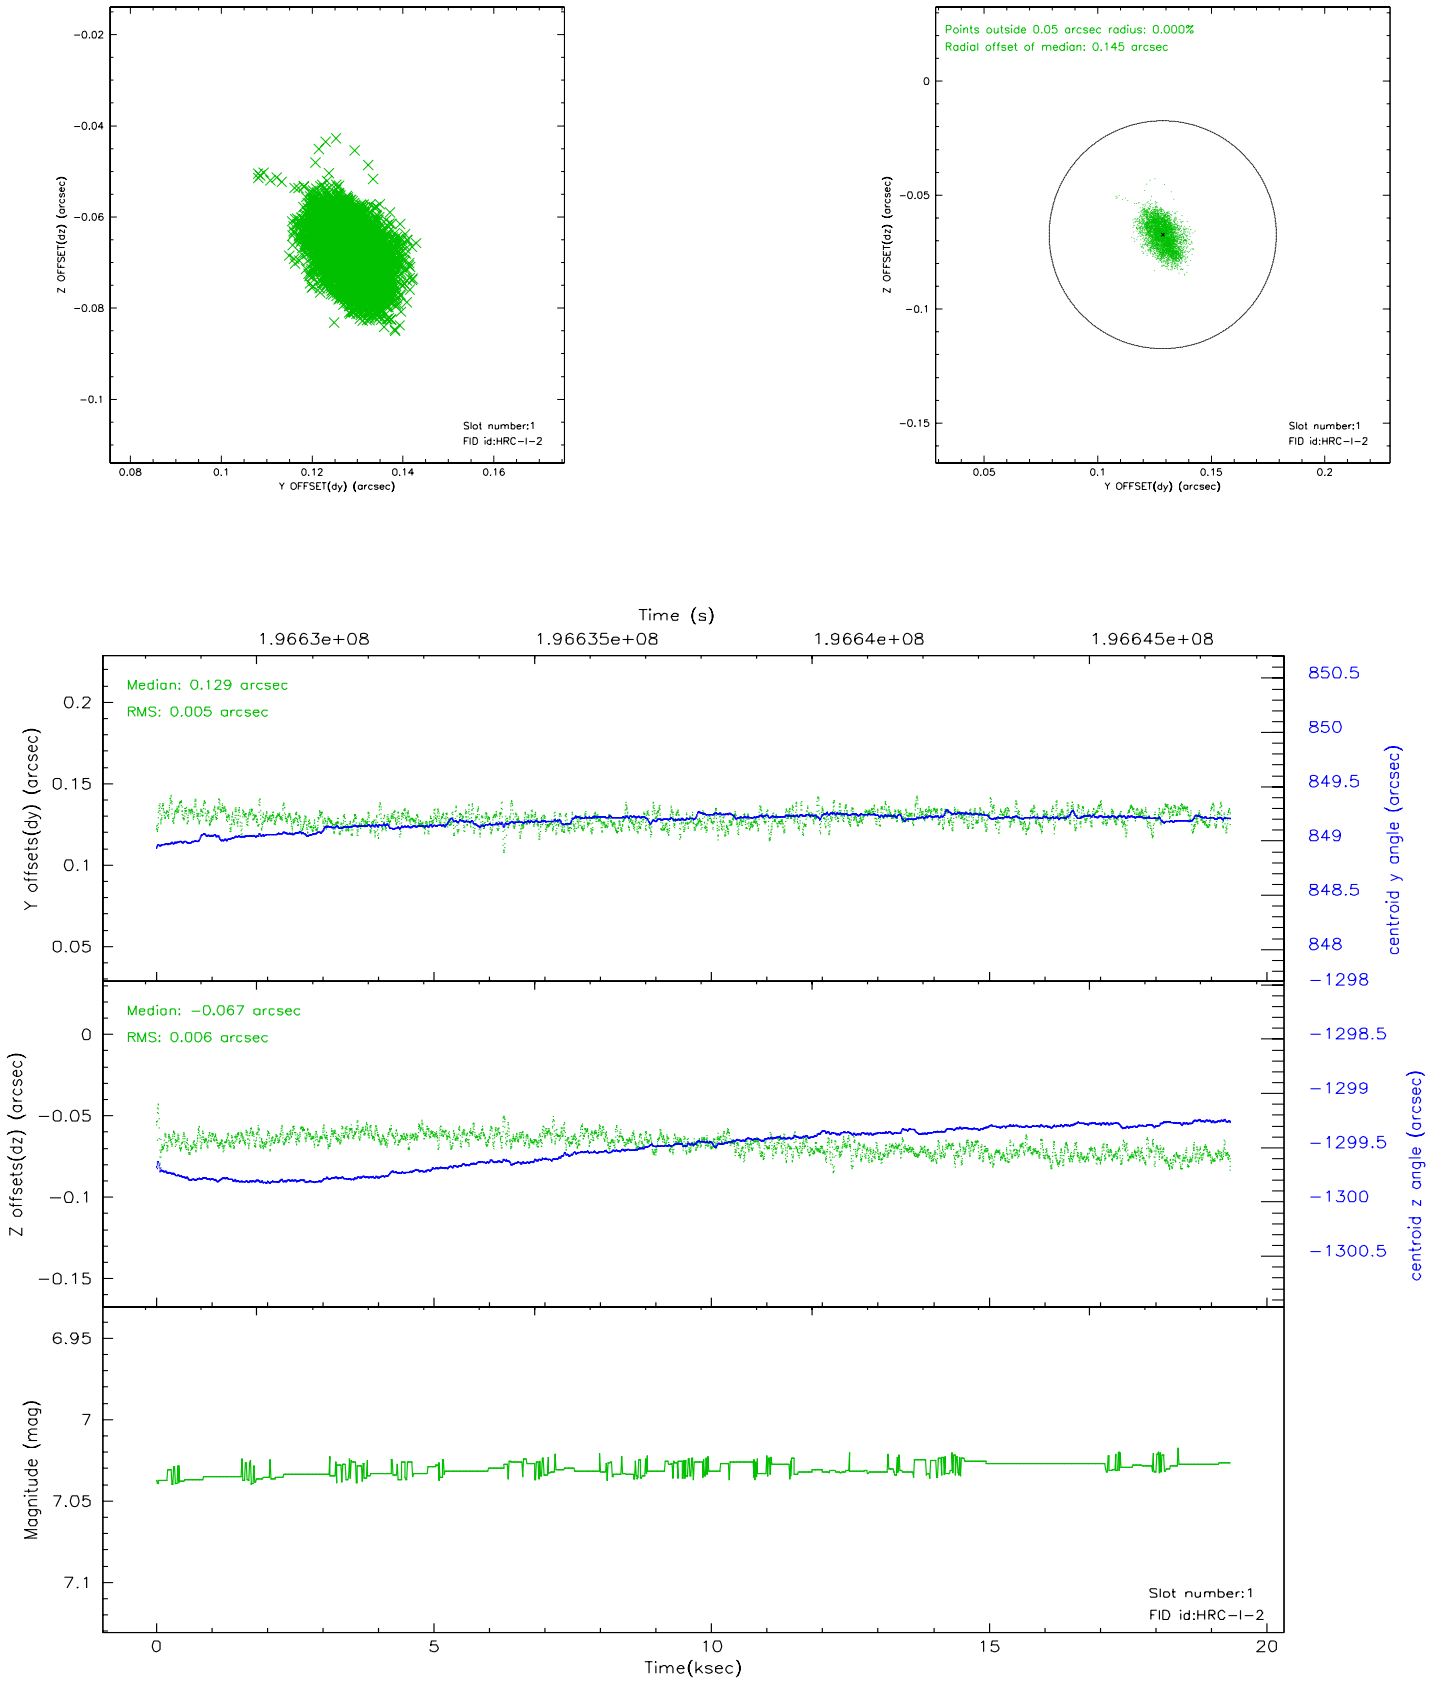 -0.02
-0.04
-0.06
-0.08
-0.1
Z OFFSET(dz) (arcsec)
0.08 0.1 0.12 0.14 0.16
Y OFFSET(dy) (arcsec)
Slot number:1
FID id:HRC-I-2
Points outside 0.05 arcsec radius: 0.000%
Radial offset of median: 0.145 arcsec
0
-0.05
-0.1
-0.15
Z OFFSET(dz) (arcsec)
0.05 0.1 0.15 0.2
Y OFFSET(dy) (arcsec)
Slot number:1
FID id:HRC-I-2
Time (s)
1.9663e+08 1.96635e+08 1.9664e+08 1.96645e+08
Median: 0.129 arcsec
RMS: 0.005 arcsec
0.2
0.15
0.1
0.05
Y offsets(dy) (arcsec)
850.5
850
849.5
849
848.5
848
centroid y angle (arcsec)
Median: -0.067 arcsec
RMS: 0.006 arcsec
0
-0.05
-0.1
-0.15
Z offsets(dz) (arcsec)
-1298
-1298.5
-1299
-1299.5
-1300
-1300.5
centroid z angle (arcsec)
6.95
7
7.05
7.1
Magnitude (mag)
Slot number:1
FID id:HRC-I-2
0 5 10 15 20
Time(ksec)